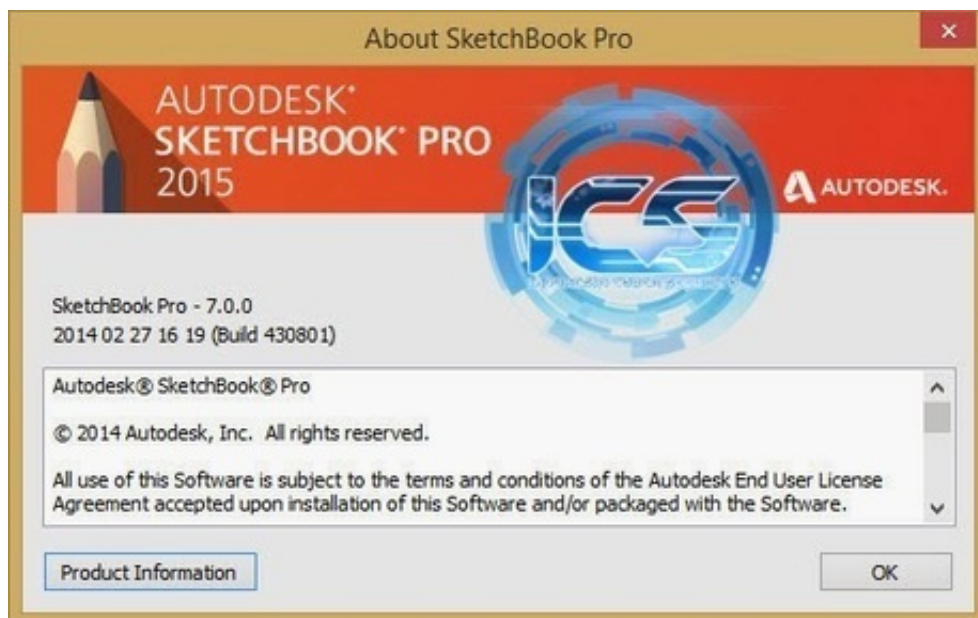 About SketchBook Pro
AUTODESK®
SKETCHBOOK® PRO
2015
ICS
AUTODESK.
SketchBook Pro - 7.0.0
2014 02 27 16 19 (Build 430801)
Autodesk® SketchBook® Pro
© 2014 Autodesk, Inc. All rights reserved.
All use of this Software is subject to the terms and conditions of the Autodesk End User License
Agreement accepted upon installation of this Software and/or packaged with the Software.
Product Information
OK